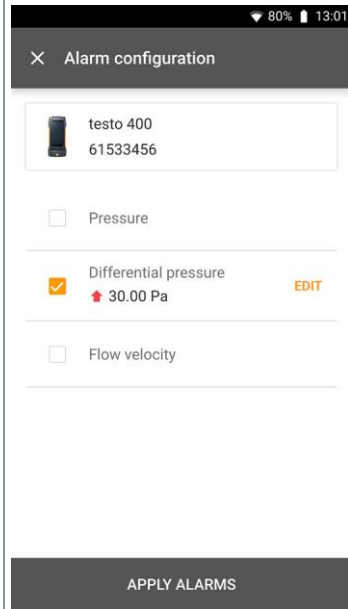 80% 13:01
Alarm configuration
testo 400
61533456
Pressure
Differential pressure
30.00 Pa
EDIT
Flow velocity
APPLY ALARMS